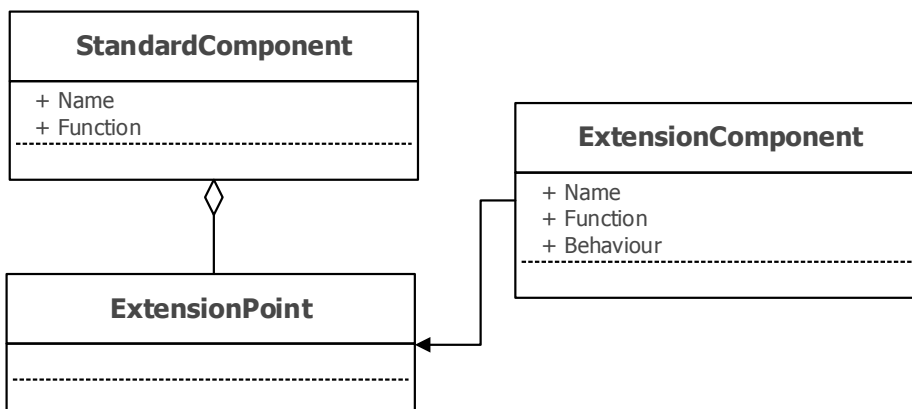 StandardComponent
+ Name
+ Function
ExtensionComponent
+ Name
+ Function
+ Behaviour
ExtensionPoint